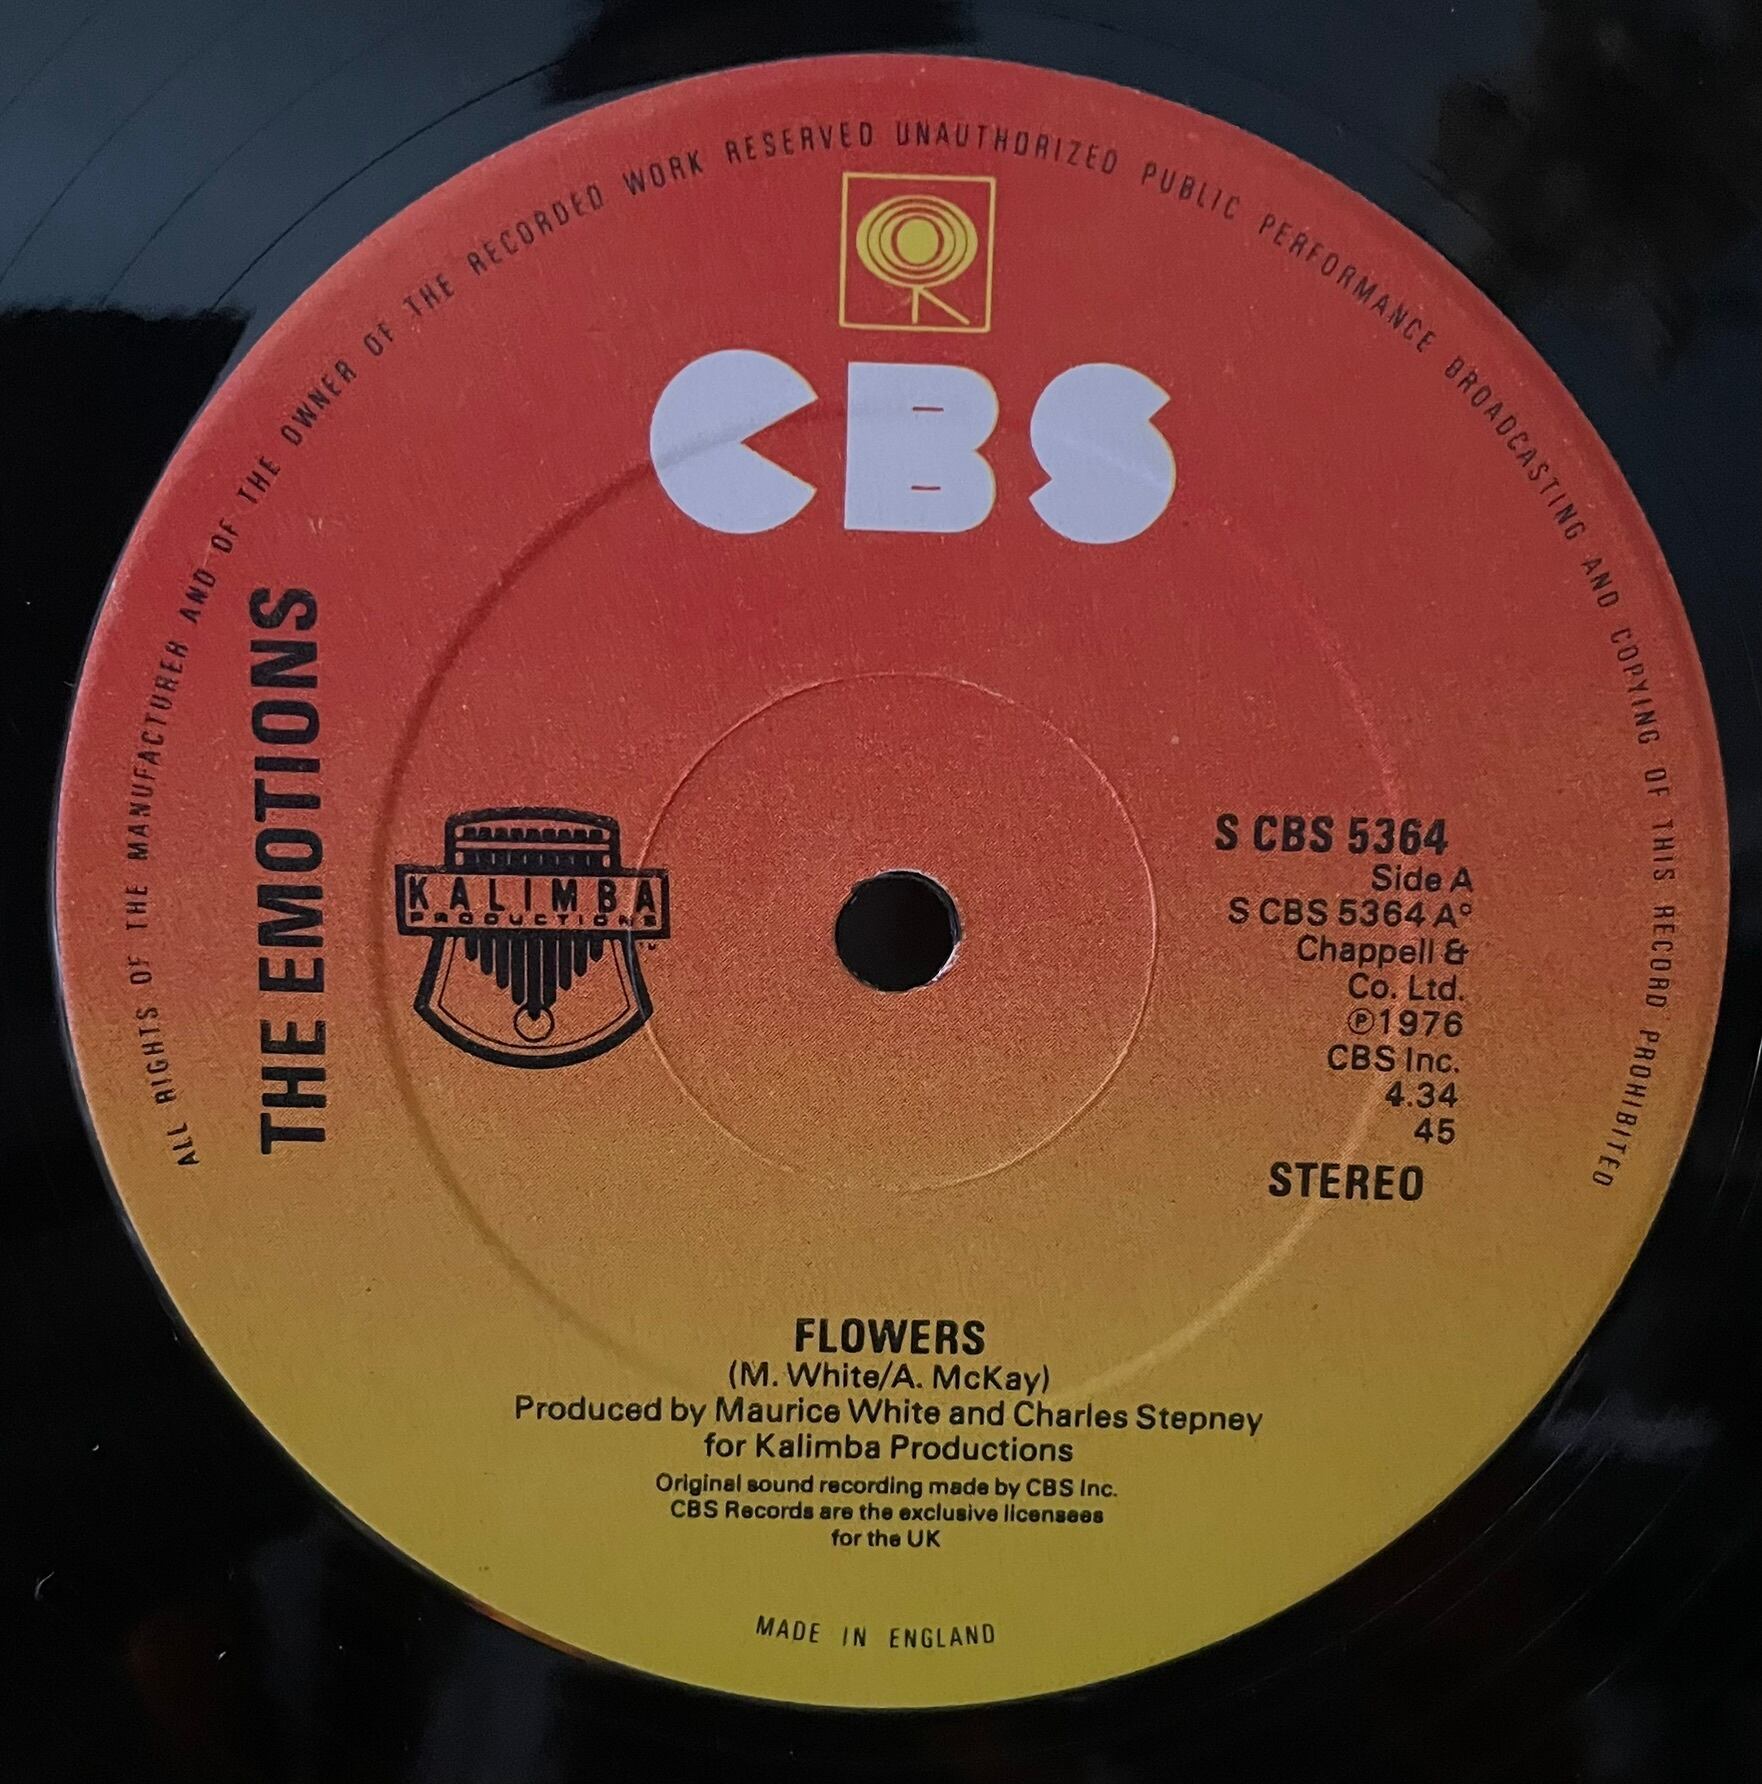 ALL RIGHTS OF THE MANUFACTURER AND OF THE OWNER OF THE RECORDED WORK RESERVED UNAUTHORIZED PUBLIC PERFORMANCE BROADCASTING AND COPYING OF THIS RECORD PROHIBITED
CBS
THE EMOTIONS
KALIMBA
PRODUCTIONS
TM
S CBS 5364
Side A
S CBS 5364 A°
Chappell &
Co. Ltd.
℗1976
CBS Inc.
4.34
45
STEREO
FLOWERS
(M. White/A. McKay)
Produced by Maurice White and Charles Stepney
for Kalimba Productions
Original sound recording made by CBS Inc.
CBS Records are the exclusive licensees
for the UK
MADE IN ENGLAND